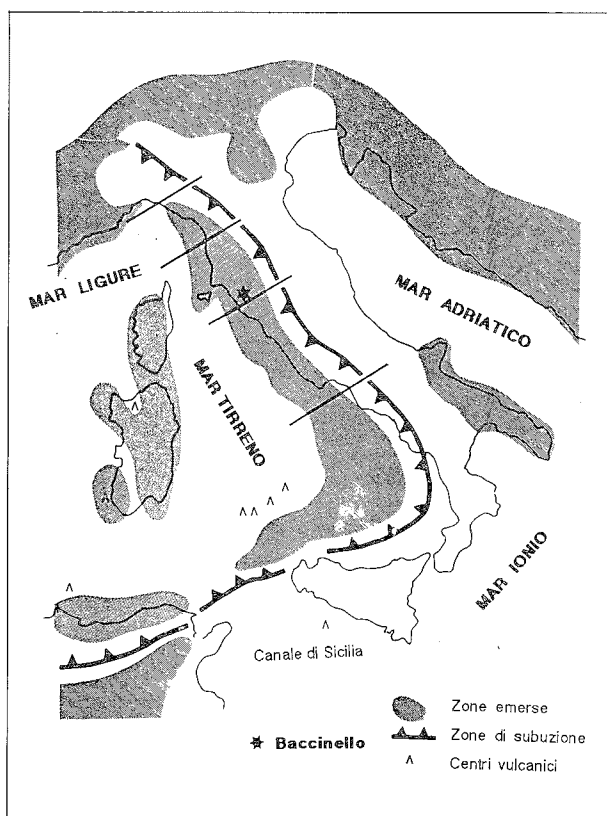 MAR LIGURE
MAR ADRIATICO
MAR TIRRENO
MAR IONIO
Canale di Sicilia
Zone emerse
Baccinello
Zone di subuzione
Centri vulcanici